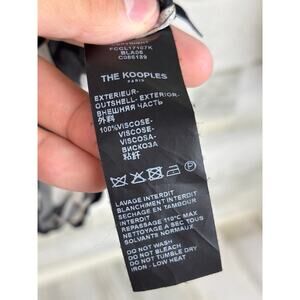 FCCL17107K
BLA06
C086189
THE KOOPLES
PARIS
EXTERIEUR-
OUTSHELL- EXTERIOR-
ВНЕШНЯЯ ЧАСТЬ
外料
100%VISCOSE-
VISCOSE-
VISCOSA-
ВИСКОЗА
粘纤
LAVAGE INTERDIT
BLANCHIMENT INTERDIT
SECHAGE EN TAMBOUR
INTERDIT
REPASSAGE 110°C MAX
NETTOYAGE A SEC TOUS
SOLVANTS NORMAUX
DO NOT WASH
DO NOT BLEACH
DO NOT TUMBLE DRY
IRON - LOW HEAT